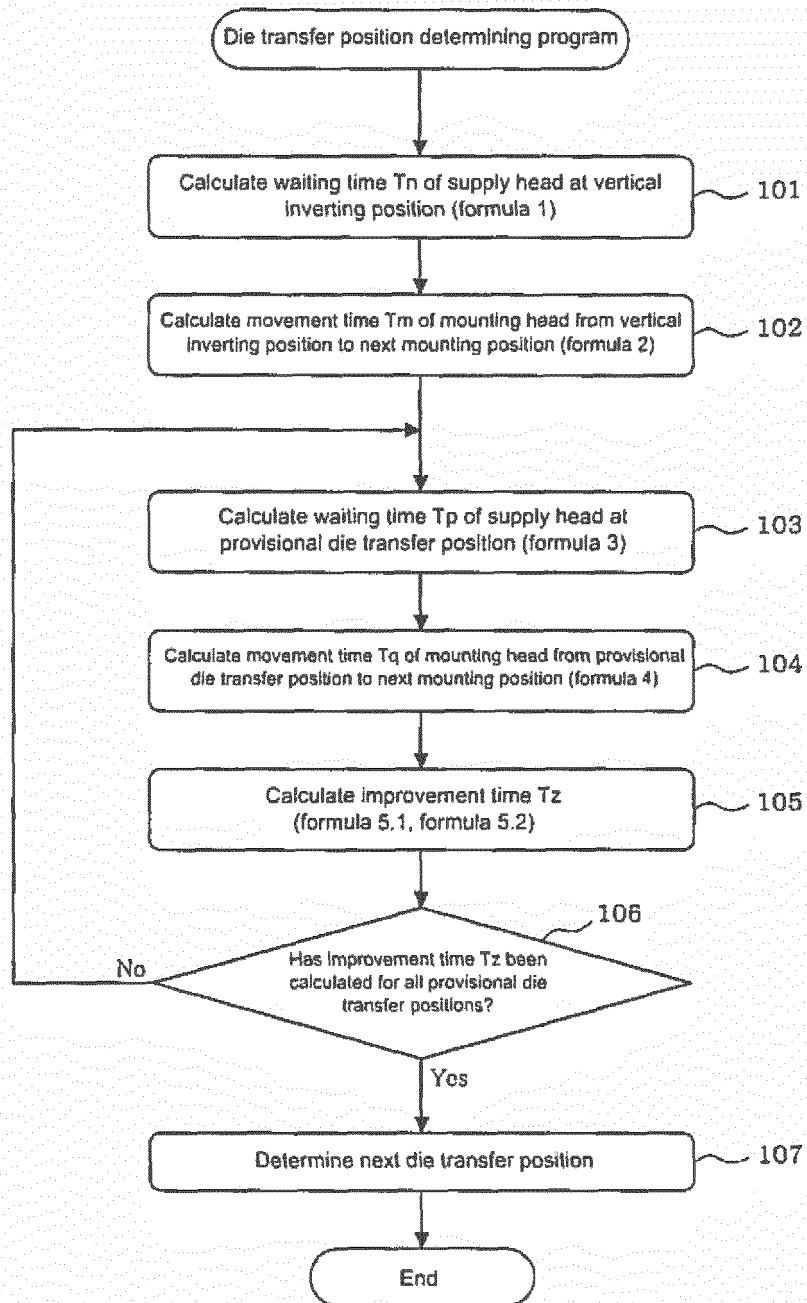 Die transfer position determining program
Calculate waiting time Tn of supply head at vertical
inverting position (formula 1)
101
Calculate movement time Tm of mounting head from vertical
inverting position to next mounting position (formula 2)
102
Calculate waiting time Tp of supply head at
provisional die transfer position (formula 3)
103
Calculate movement time Tq of mounting head from provisional
die transfer position to next mounting position (formula 4)
104
Calculate improvement time Tz
(formula 5.1, formula 5.2)
105
106
Has improvement time Tz been
calculated for all provisional die
transfer positions?
No
Yes
Determine next die transfer position
107
End